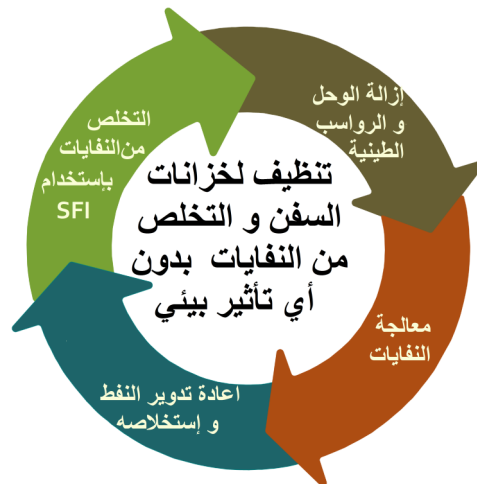 تنظيف لخزانات
السفن و التخلص
من النفايات بدون
أي تأثير بيئي
إزالة الوحل
و الرواسب
الطينية
معالجة
النفايات
اعادة تدوير النفط
و إستخلاصه
التخلص
من النفايات
بإستخدام
SFI